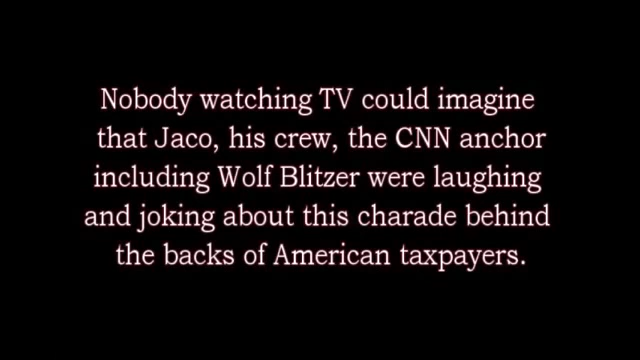 Nobody watching TV could imagine
that Jaco, his crew, the CNN anchor
including Wolf Blitzer were laughing
and joking about this charade behind
the backs of American taxpayers.